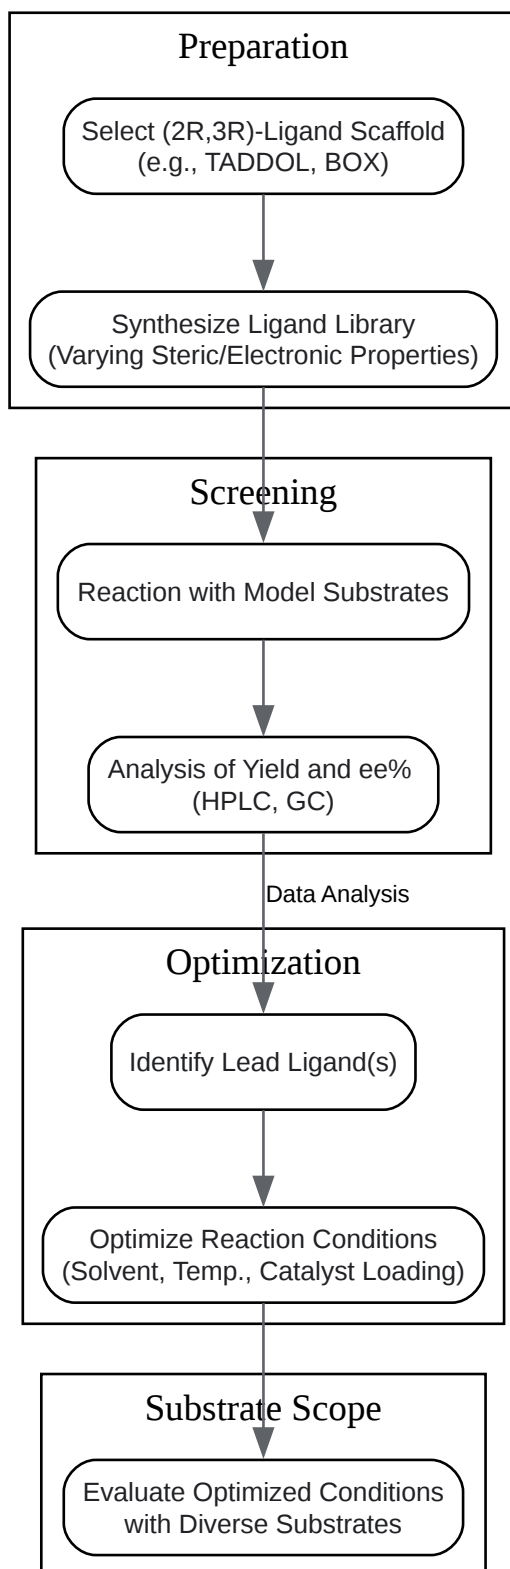 Preparation
Select (2R,3R)-Ligand Scaffold
(e.g., TADDOL, BOX)
Synthesize Ligand Library
(Varying Steric/Electronic Properties)
Screening
Reaction with Model Substrates
Analysis of Yield and ee%
(HPLC, GC)
Data Analysis
Optimization
Identify Lead Ligand(s)
Optimize Reaction Conditions
(Solvent, Temp., Catalyst Loading)
Substrate Scope
Evaluate Optimized Conditions
with Diverse Substrates